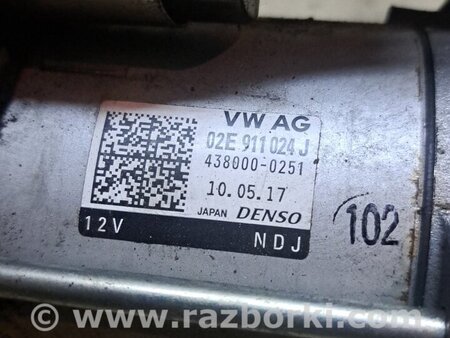 VW AG
02E 911 024 J
438000-0251
10.05.17
JAPAN DENSO
12V NDJ
102
© www.razborki.com